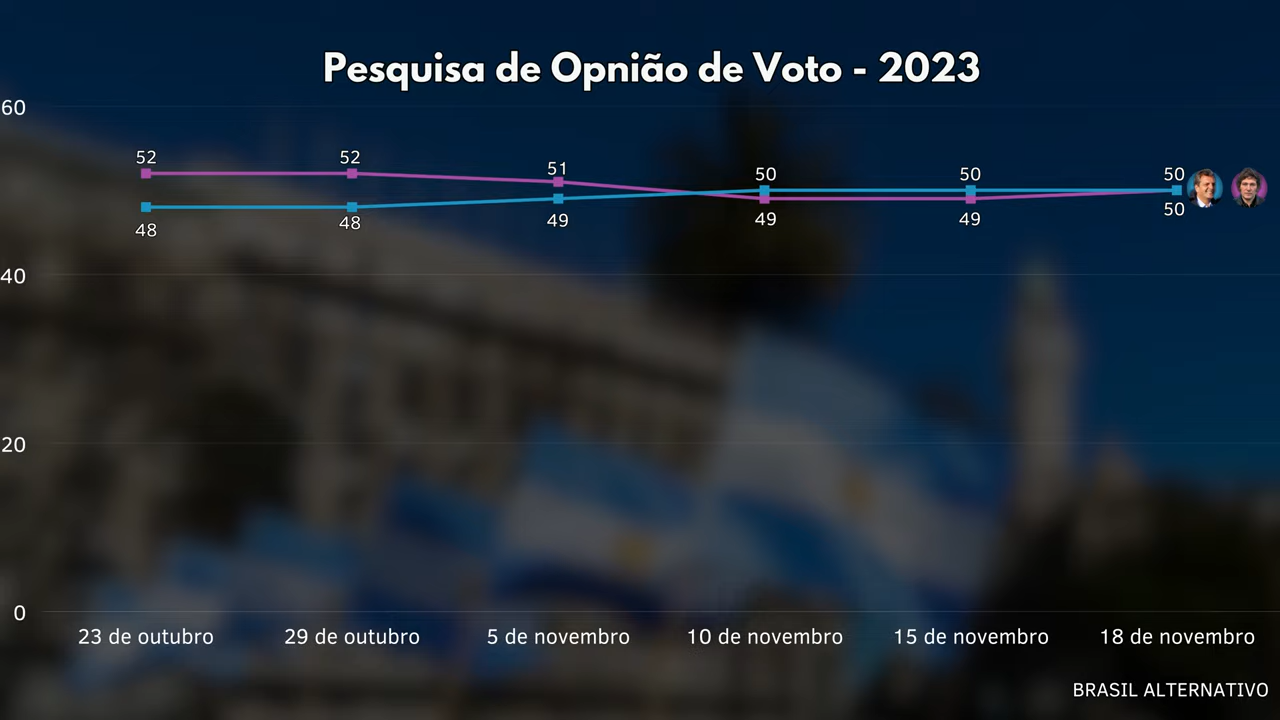 Pesquisa de Opnião de Voto - 2023
60
52 52 51 50 50 50
48 48 49 49 49 50
40
20
0
23 de outubro 29 de outubro 5 de novembro 10 de novembro 15 de novembro 18 de novembro
BRASIL ALTERNATIVO